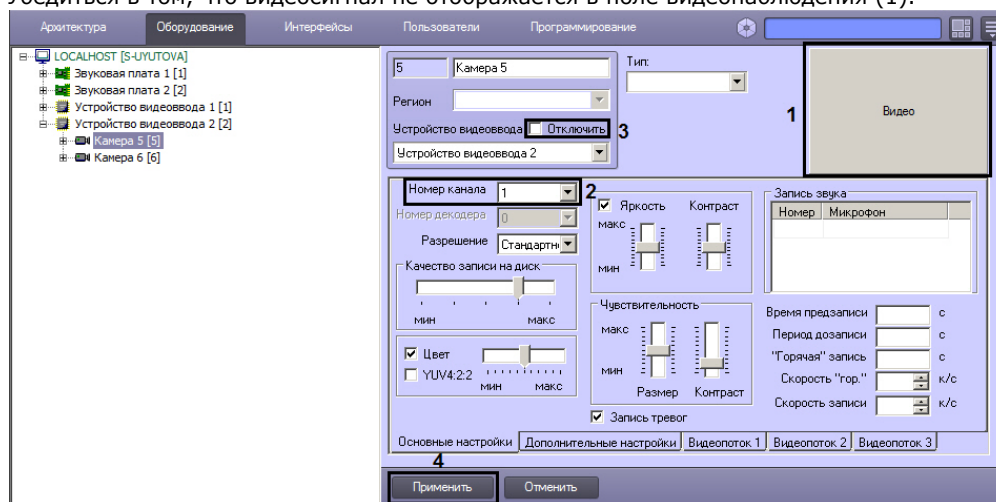 Убедиться в том, что видеосигнал не отображается в поле видеонаблюдения (1).
Архитектура Оборудование Интерфейсы Пользователи Программирование
LOCALHOST [S-UYUTOVA]
Звуковая плата 1 [1]
Звуковая плата 2 [2]
Устройство видеоввода 1 [1]
Устройство видеоввода 2 [2]
Камера 5 [5]
Камера 6 [6]
5 Камера 5
Тип:
Регион
Устройство видеоввода Отключить 3
Устройство видеоввода 2
1
Видео
Номер канала 1 2
Номер декодера 0
Разрешение Стандартн
Качество записи на диск
мин макс
Цвет
YUV4:2:2
мин макс
Яркость Контраст
макс
мин
Чувствительность
макс
мин
Размер Контраст
Запись тревог
Запись звука
Номер Микрофон
Время предзаписи с
Период дозаписи с
"Горячая" запись с
Скорость "гор." к/с
Скорость записи к/с
Основные настройки Дополнительные настройки Видеопоток 1 Видеопоток 2 Видеопоток 3
4
Применить Отменить